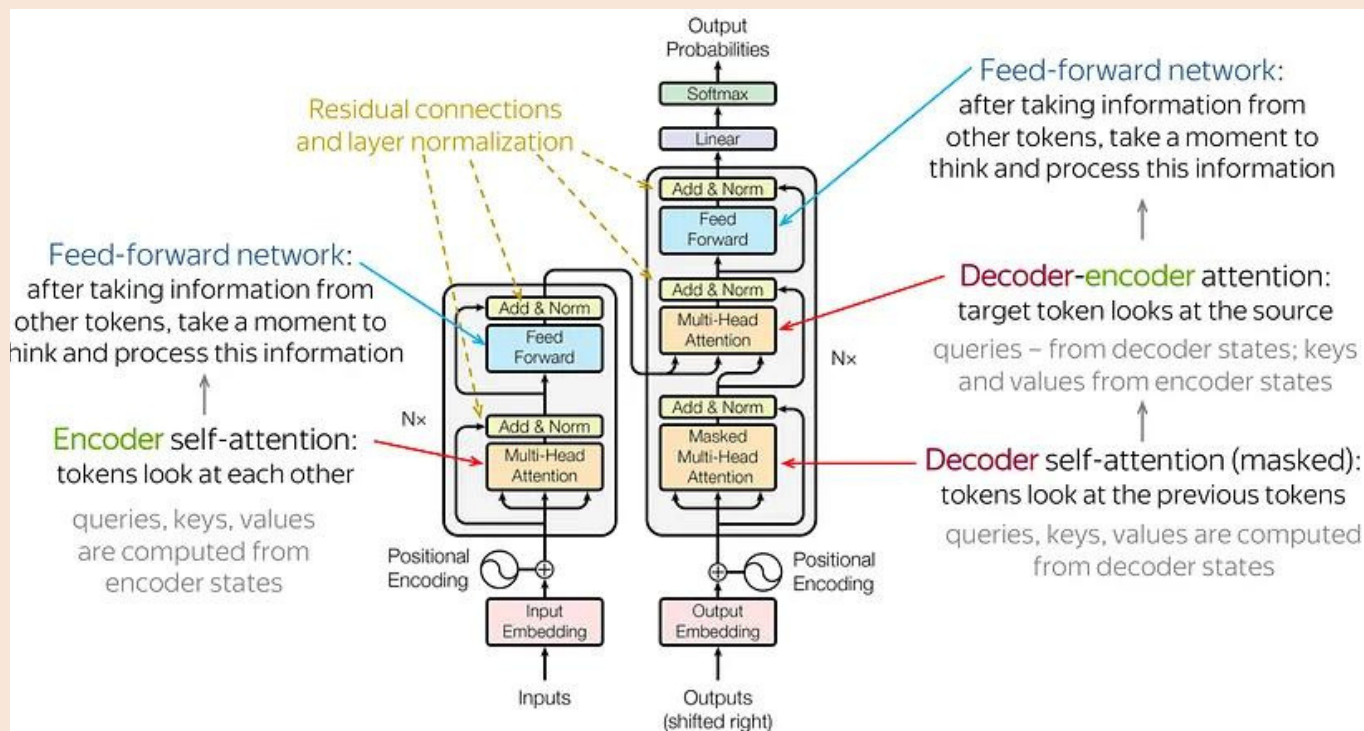 Output
Probabilities
Softmax
Linear
Add & Norm
Feed
Forward
Add & Norm
Multi-Head
Attention
Add & Norm
Masked
Multi-Head
Attention
Nx
Positional
Encoding
Output
Embedding
Outputs
(shifted right)
Residual connections
and layer normalization
Feed-forward network:
after taking information from
other tokens, take a moment to
hink and process this information
Encoder self-attention:
tokens look at each other
queries, keys, values
are computed from
encoder states
Add & Norm
Feed
Forward
Nx
Add & Norm
Multi-Head
Attention
Positional
Encoding
Input
Embedding
Inputs
Feed-forward network:
after taking information from
other tokens, take a moment to
think and process this information
Decoder-encoder attention:
target token looks at the source
queries – from decoder states; keys
and values from encoder states
Decoder self-attention (masked):
tokens look at the previous tokens
queries, keys, values are computed
from decoder states